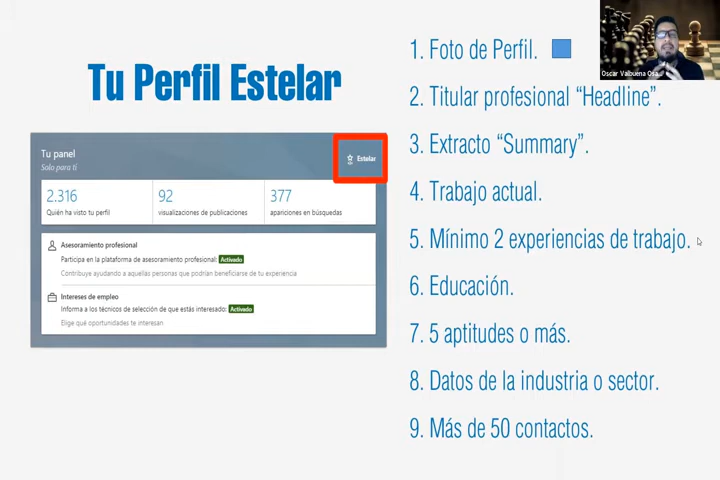 Tu Perfil Estelar
Tu panel
Solo para ti
Estelar
2.316
Quién ha visto tu perfil
92
visualizaciones de publicaciones
377
apariciones en búsquedas
Asesoramiento profesional
Participa en la plataforma de asesoramiento profesional: Activado
Contribuye ayudando a aquellas personas que podrían beneficiarse de tu experiencia
Intereses de empleo
Informa a los técnicos de selección de que estás interesado: Activado
Elige qué oportunidades te interesan
1. Foto de Perfil.
2. Titular profesional “Headline”.
3. Extracto “Summary”.
4. Trabajo actual.
5. Mínimo 2 experiencias de trabajo.
6. Educación.
7. 5 aptitudes o más.
8. Datos de la industria o sector.
9. Más de 50 contactos.
Oscar Valbuena